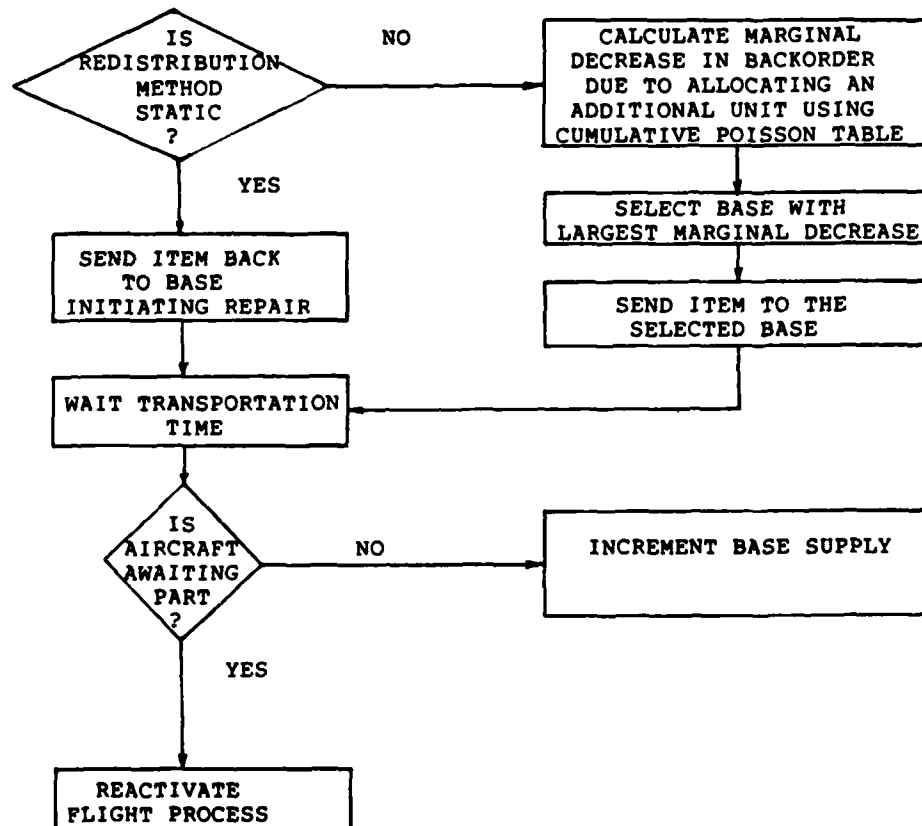 IS
REDISTRIBUTION
METHOD
STATIC
?
NO
CALCULATE MARGINAL
DECREASE IN BACKORDER
DUE TO ALLOCATING AN
ADDITIONAL UNIT USING
CUMULATIVE POISSON TABLE
YES
SELECT BASE WITH
LARGEST MARGINAL DECREASE
SEND ITEM BACK
TO BASE
INITIATING REPAIR
SEND ITEM TO THE
SELECTED BASE
WAIT TRANSPORTATION
TIME
IS
AIRCRAFT
AWAITING
PART
?
NO
INCREMENT BASE SUPPLY
YES
REACTIVATE
FLIGHT PROCESS